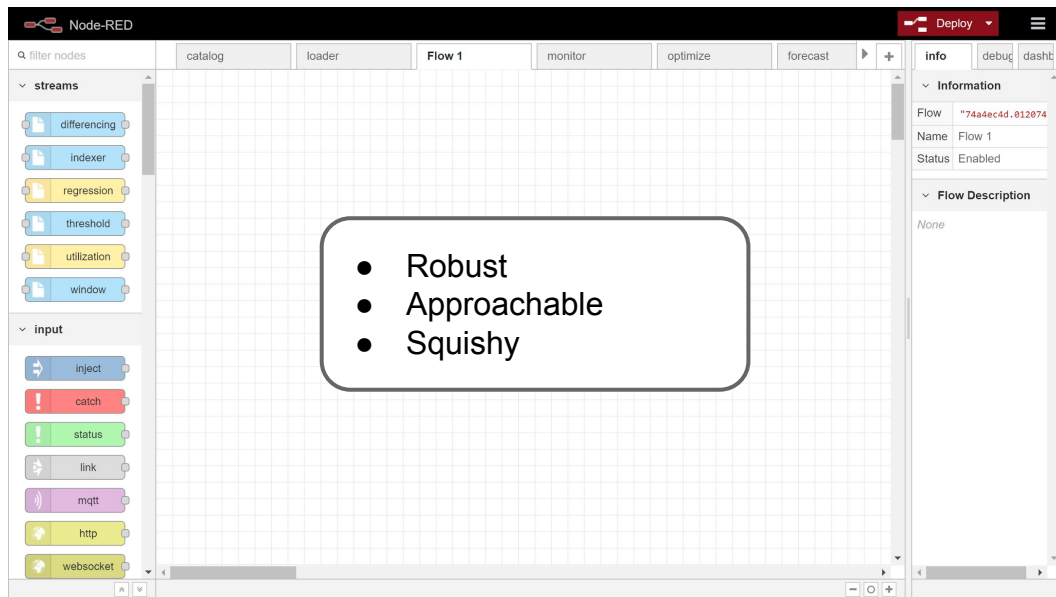 Node-RED
Deploy
filter nodes
catalog
loader
Flow 1
monitor
optimize
forecast
info
debug
dashb
streams
differencing
indexer
regression
threshold
utilization
window
input
inject
catch
status
link
mqtt
http
websocket
● Robust
● Approachable
● Squishy
Information
Flow "74a4ec4d.012074
Name Flow 1
Status Enabled
Flow Description
None